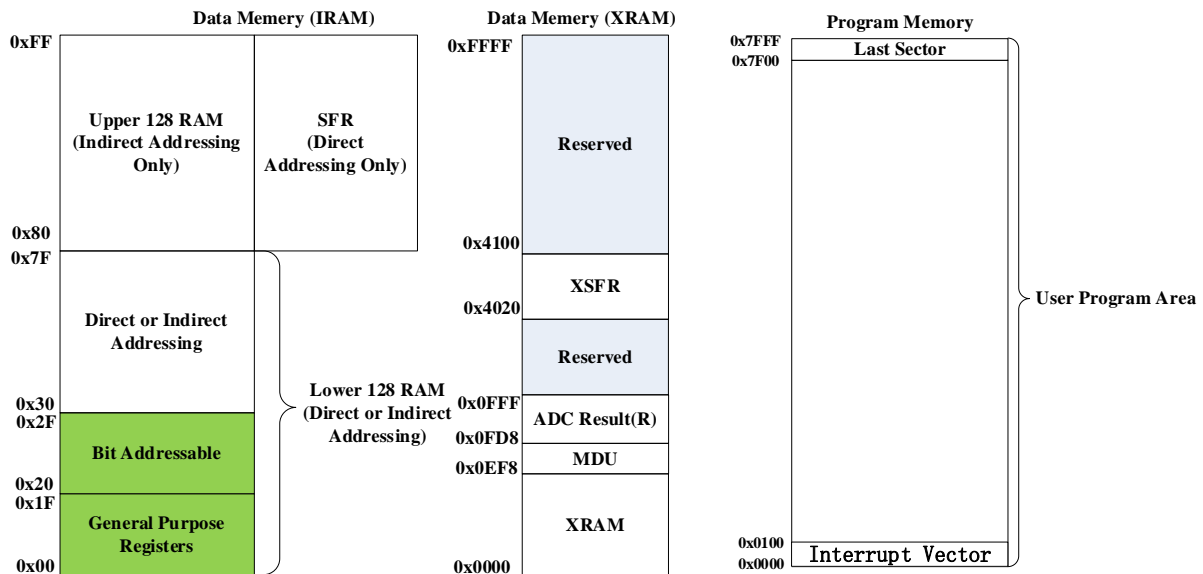 Data Memery (IRAM)
0xFF
Upper 128 RAM
(Indirect Addressing
Only)
SFR
(Direct
Addressing Only)
0x80
0x7F
Direct or Indirect
Addressing
0x30
0x2F
Bit Addressable
0x20
0x1F
General Purpose
Registers
0x00
Lower 128 RAM
(Direct or Indirect
Addressing)
Data Memery (XRAM)
0xFFFF
Reserved
0x4100
XSFR
0x4020
Reserved
0x0FFF
ADC Result(R)
0x0FD8
MDU
0x0EF8
XRAM
0x0000
Program Memory
0x7FFF
Last Sector
0x7F00
User Program Area
0x0100
Interrupt Vector
0x0000